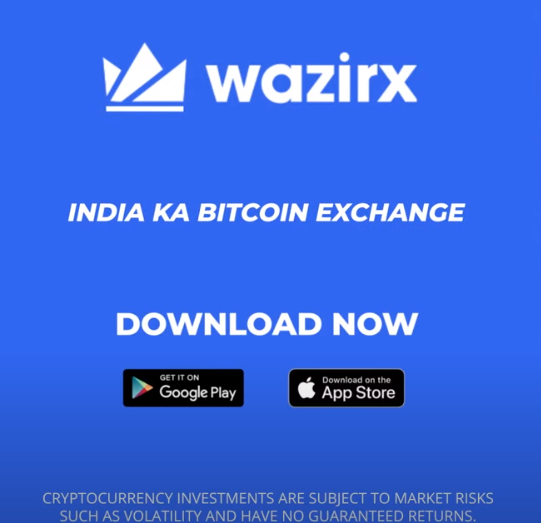 wazirx
INDIA KA BITCOIN EXCHANGE
DOWNLOAD NOW
GET IT ON
Google Play
Download on the
App Store
CRYPTOCURRENCY INVESTMENTS ARE SUBJECT TO MARKET RISKS
SUCH AS VOLATILITY AND HAVE NO GUARANTEED RETURNS.